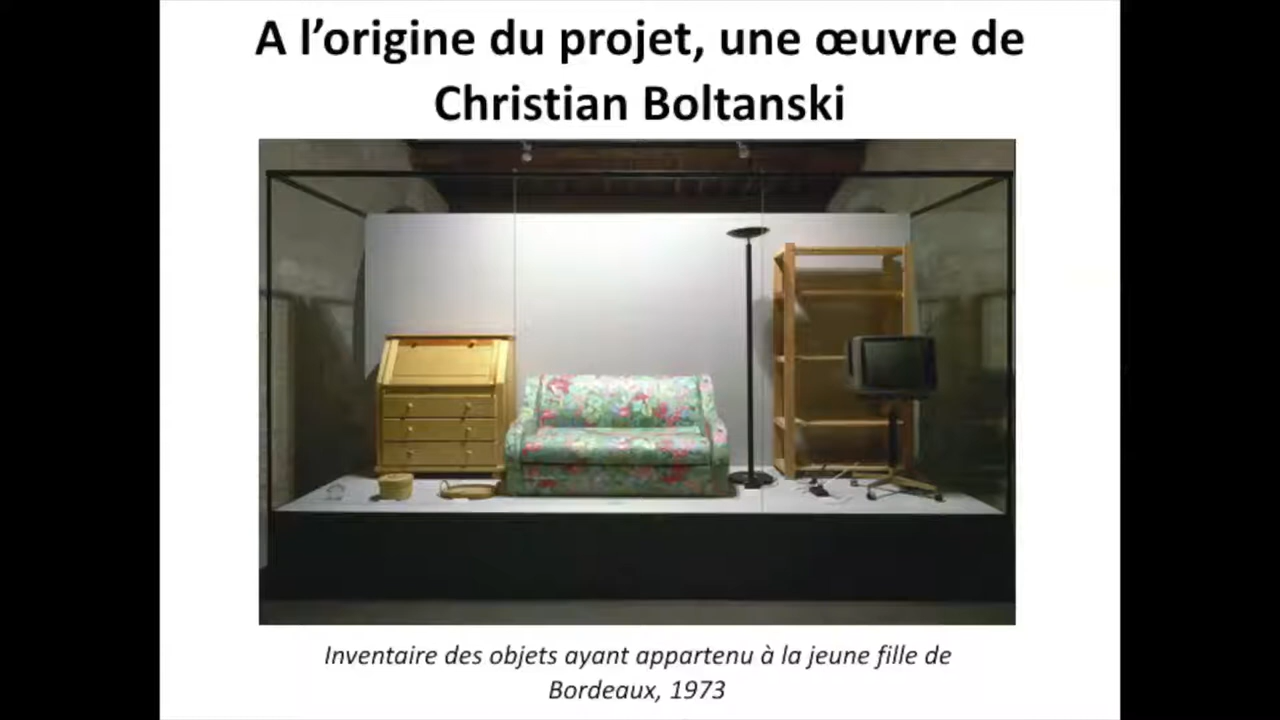 A l’origine du projet, une œuvre de
Christian Boltanski
Inventaire des objets ayant appartenu à la jeune fille de
Bordeaux, 1973